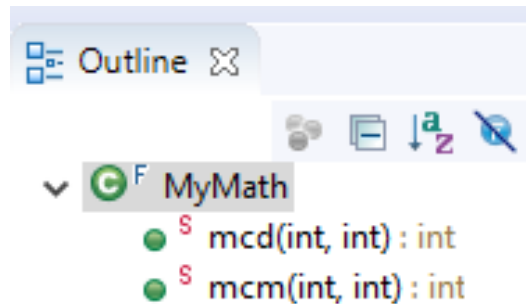 Outline
F MyMath
S mcd(int, int) : int
S mcm(int, int) : int